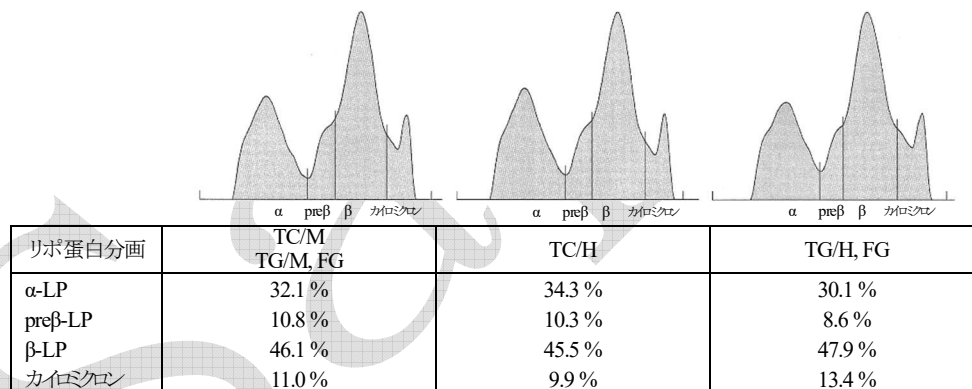 α preβ β カイロミクロン
α preβ β カイロミクロン
α preβ β カイロミクロン
リポ蛋白分画 TC/M TG/M, FG TC/H TG/H, FG
α-LP 32.1 % 34.3 % 30.1 %
preβ-LP 10.8 % 10.3 % 8.6 %
β-LP 46.1 % 45.5 % 47.9 %
カイロミクロン 11.0 % 9.9 % 13.4 %